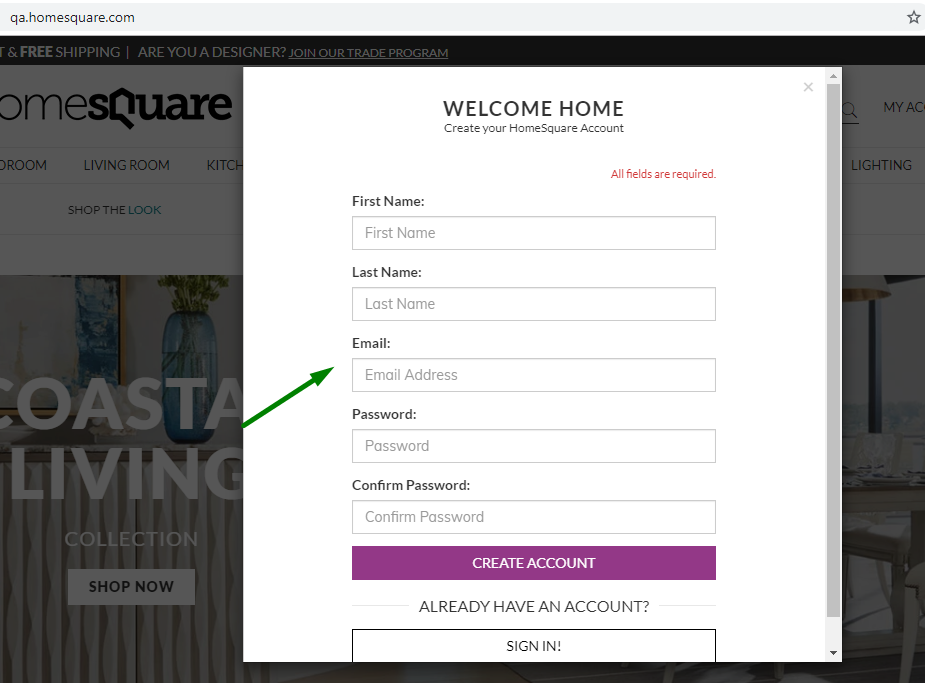 qa.homesquare.com
& FREE SHIPPING | ARE YOU A DESIGNER? JOIN OUR TRADE PROGRAM
omesquare
MY AC
DROOM LIVING ROOM KITCH LIGHTING
SHOP THE LOOK
COASTA
LIVING
COLLECTION
SHOP NOW
WELCOME HOME
Create your HomeSquare Account
All fields are required.
First Name:
First Name
Last Name:
Last Name
Email:
Email Address
Password:
Password
Confirm Password:
Confirm Password
CREATE ACCOUNT
ALREADY HAVE AN ACCOUNT?
SIGN IN!